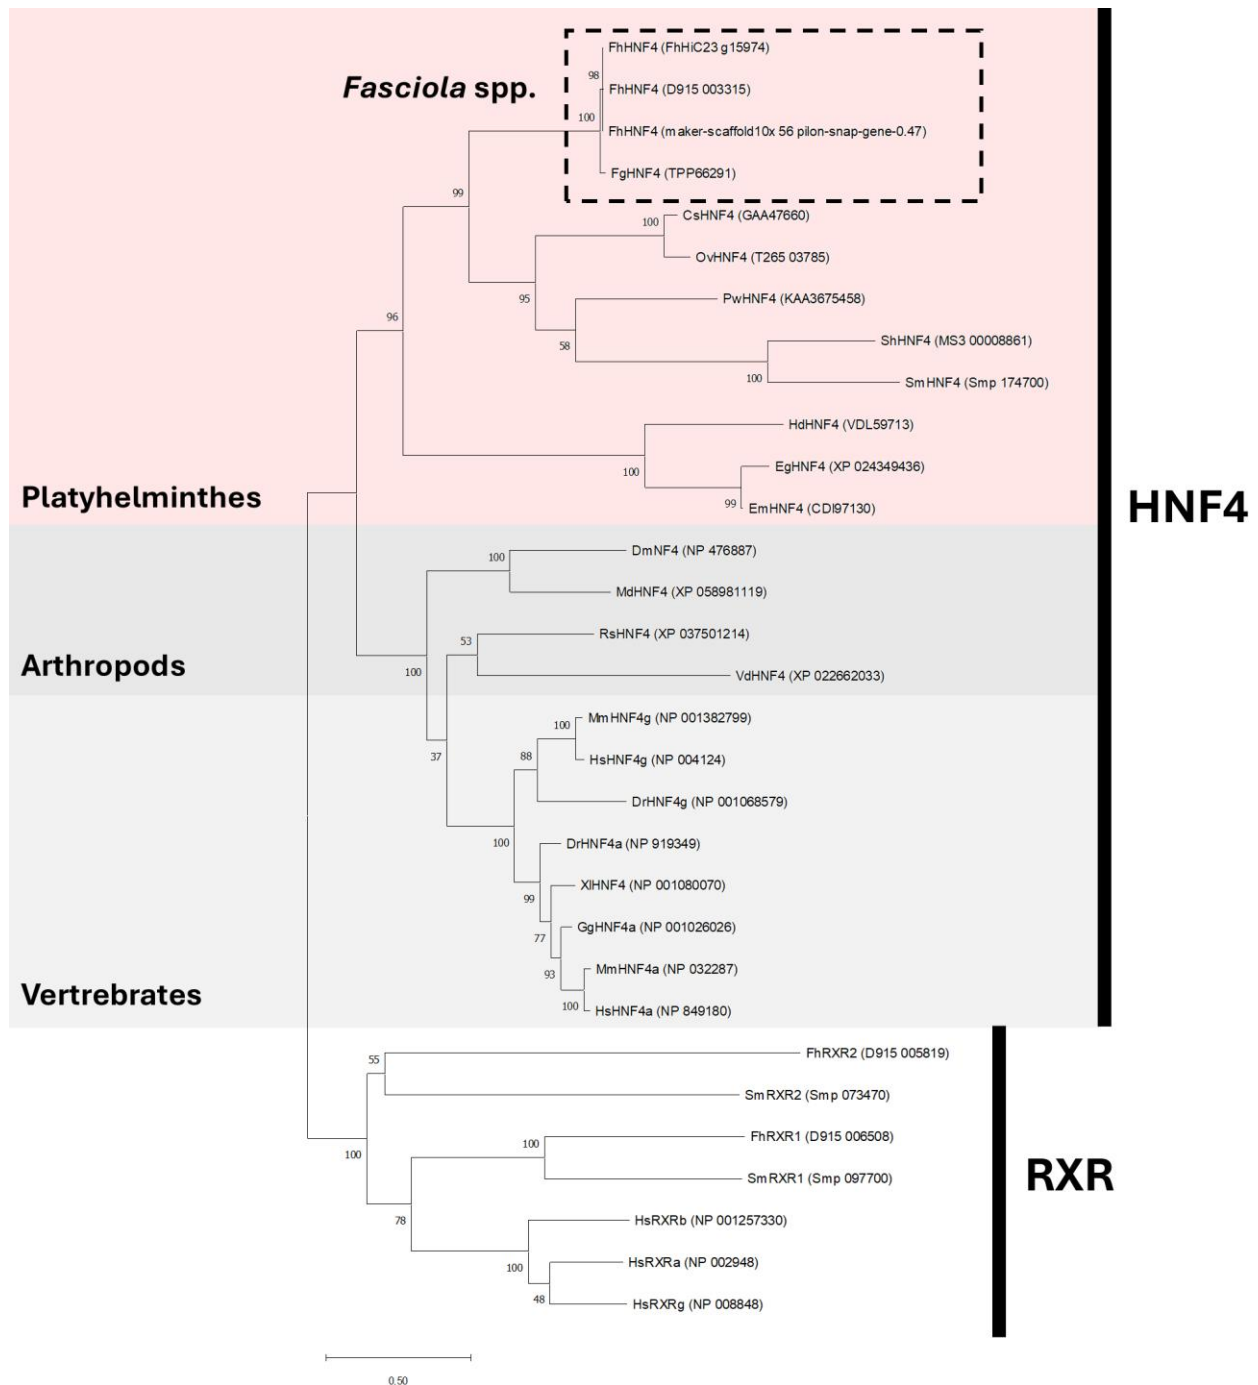 FhHNF4 (FhHiC23 g15974)
98
Fasciola spp.
FhHNF4 (D915 003315)
100
FhHNF4 (maker-scaffold10x 56 pilon-snap-gene-0.47)
FgHNF4 (TPP66291)
99
CsHNF4 (GAA47660)
100
OvHNF4 (T265 03785)
95
PwHNF4 (KAA3675458)
96
ShHNF4 (MS3 00008861)
58
100
SmHNF4 (Smp 174700)
HdHNF4 (VDL59713)
100
EgHNF4 (XP 024349436)
Platyhelminthes
99
EmHNF4 (CDI97130)
HNF4
DmNF4 (NP 476887)
100
MdHNF4 (XP 058981119)
RsHNF4 (XP 037501214)
53
Arthropods
100
VdHNF4 (XP 022662033)
MmHNF4g (NP 001382799)
100
37
88
HsHNF4g (NP 004124)
DrHNF4g (NP 001068579)
100
DrHNF4a (NP 919349)
XlHNF4 (NP 001080070)
99
GgHNF4a (NP 001026026)
77
MmHNF4a (NP 032287)
93
Vertrebrates
100
HsHNF4a (NP 849180)
FhRXR2 (D915 005819)
55
SmRXR2 (Smp 073470)
FhRXR1 (D915 006508)
100
100
SmRXR1 (Smp 097700)
RXR
HsRXRb (NP 001257330)
78
HsRXRa (NP 002948)
100
48
HsRXRg (NP 008848)
0.50